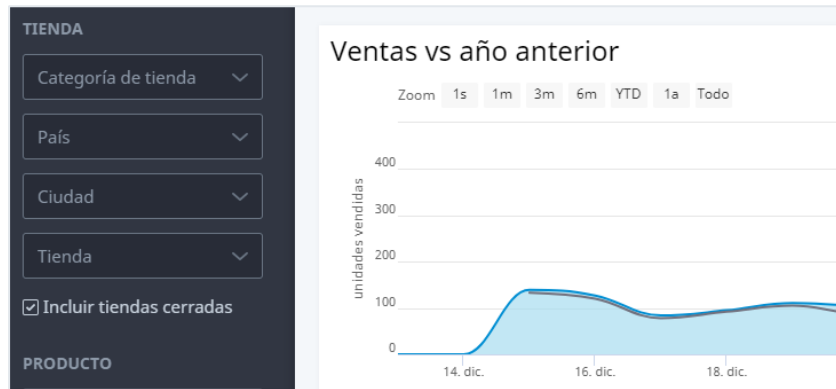 TIENDA
Categoría de tienda
País
Ciudad
Tienda
Incluir tiendas cerradas
PRODUCTO
Ventas vs año anterior
Zoom 1s 1m 3m 6m YTD 1a Todo
unidades vendidas
400
300
200
100
0
14. dic. 16. dic. 18. dic.